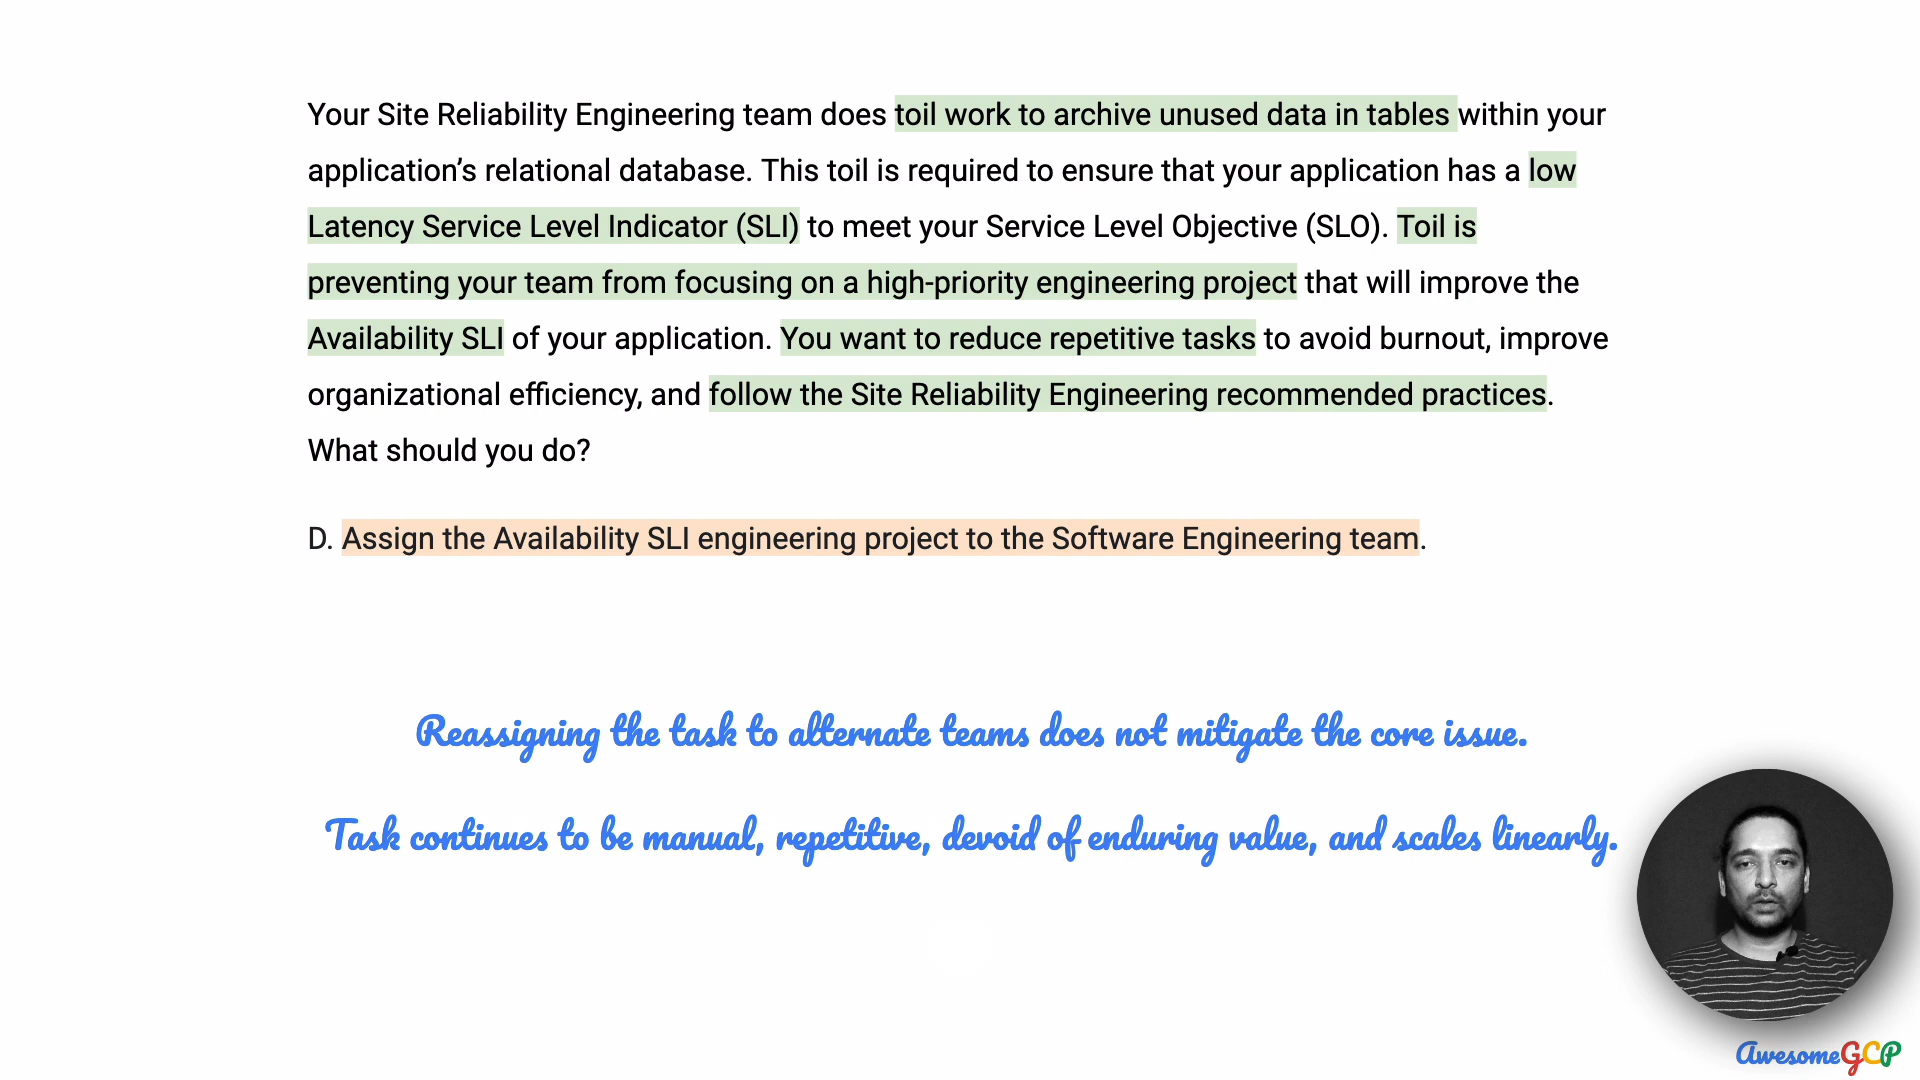 Your Site Reliability Engineering team does toil work to archive unused data in tables within your
application’s relational database. This toil is required to ensure that your application has a low
Latency Service Level Indicator (SLI) to meet your Service Level Objective (SLO). Toil is
preventing your team from focusing on a high-priority engineering project that will improve the
Availability SLI of your application. You want to reduce repetitive tasks to avoid burnout, improve
organizational efficiency, and follow the Site Reliability Engineering recommended practices.
What should you do?
D. Assign the Availability SLI engineering project to the Software Engineering team.
Reassigning the task to alternate teams does not mitigate the core issue.
Task continues to be manual, repetitive, devoid of enduring value, and scales linearly.
AwesomeGCP